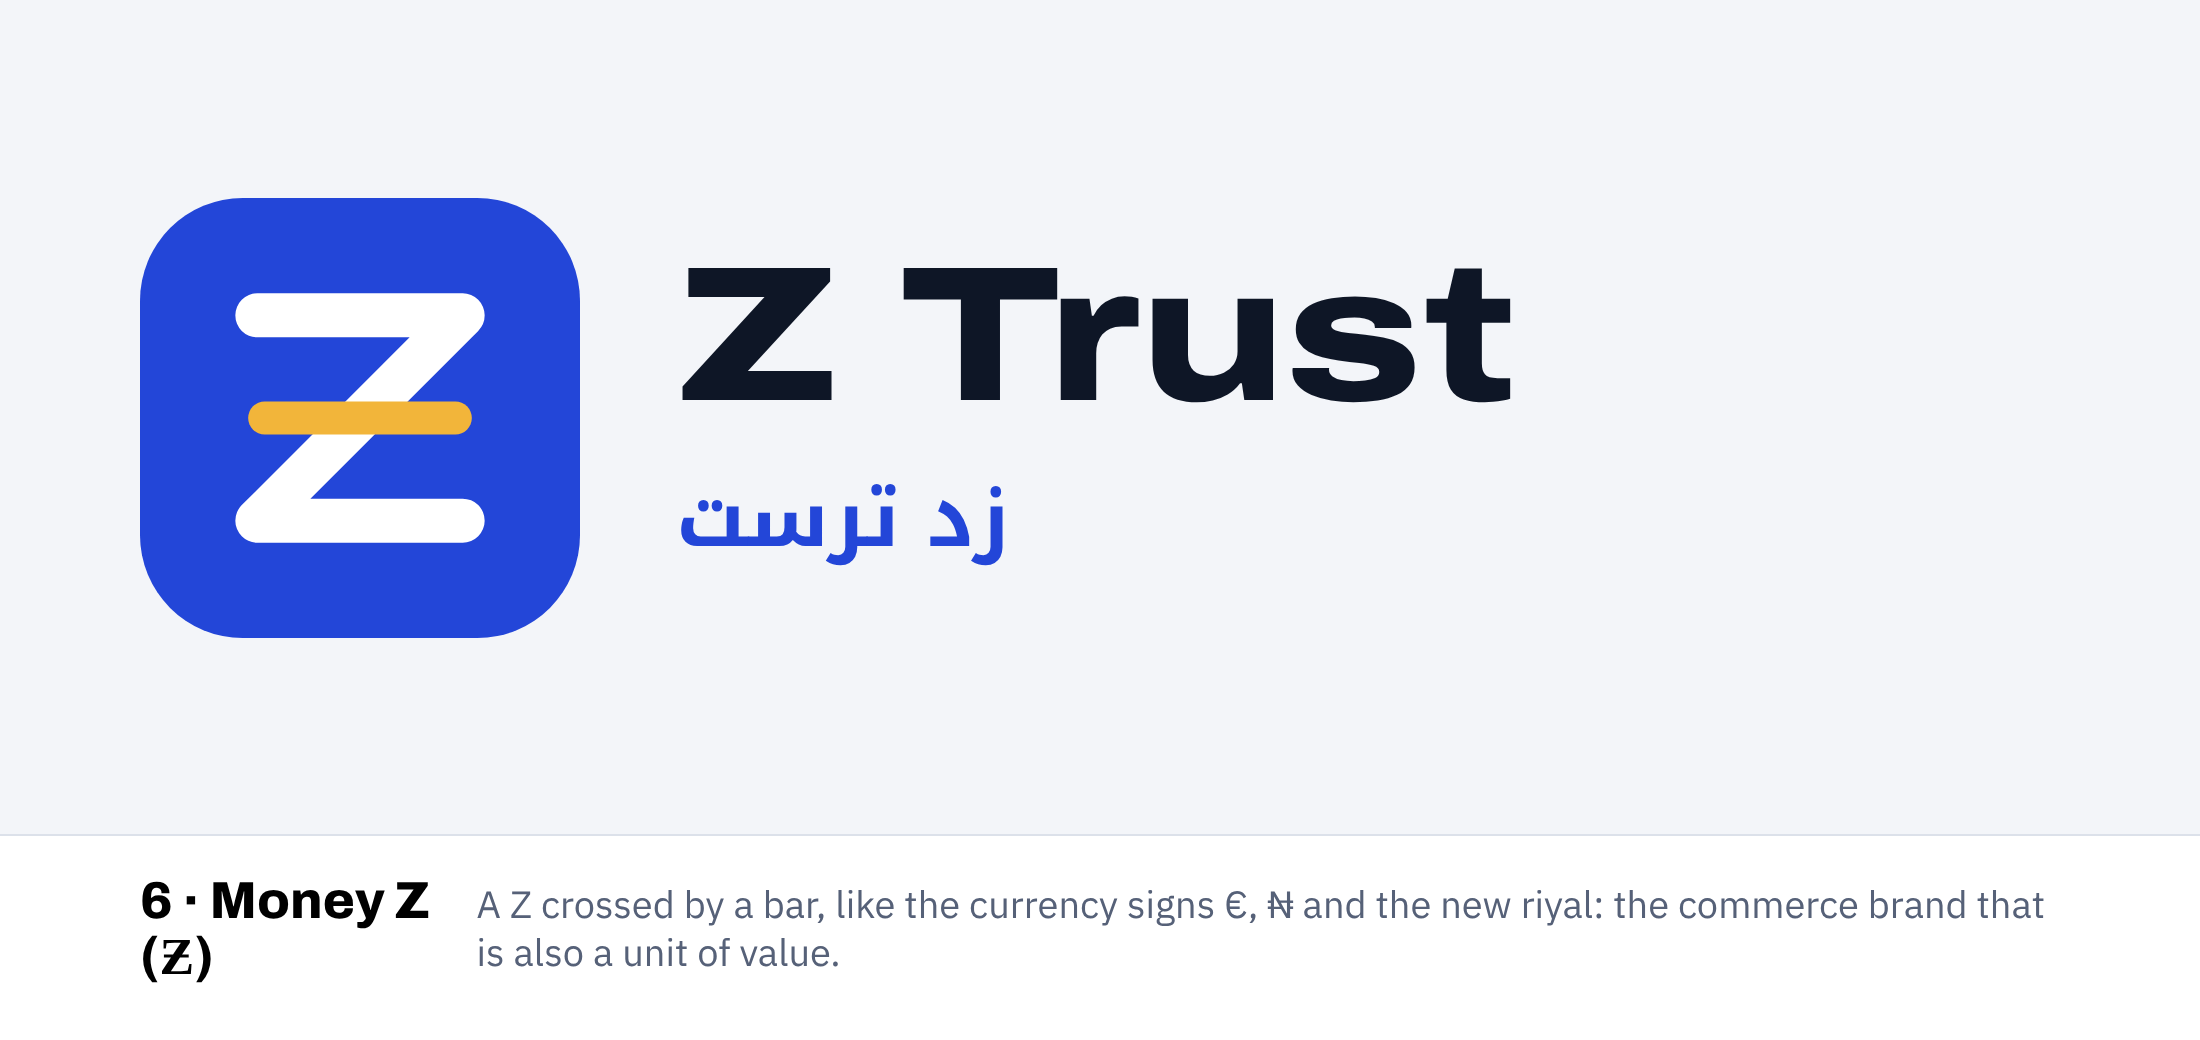 Z Trust
زد ترست
6 · Money Z
(Ƶ)
A Z crossed by a bar, like the currency signs €, ₦ and the new riyal: the commerce brand that
is also a unit of value.